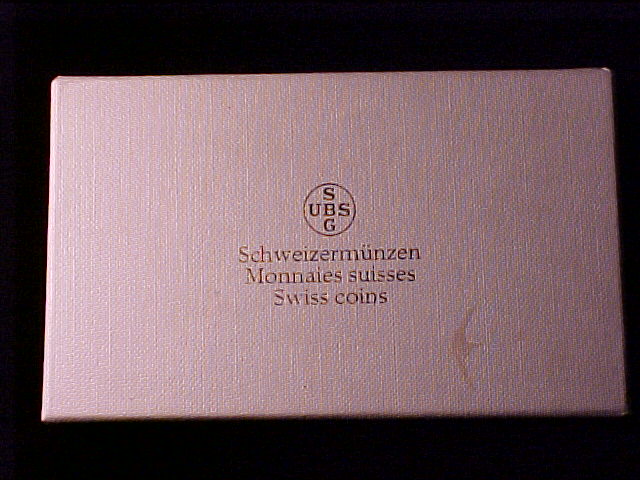 S
UBS
G
Schweizermünzen
Monnaies suisses
Swiss coins